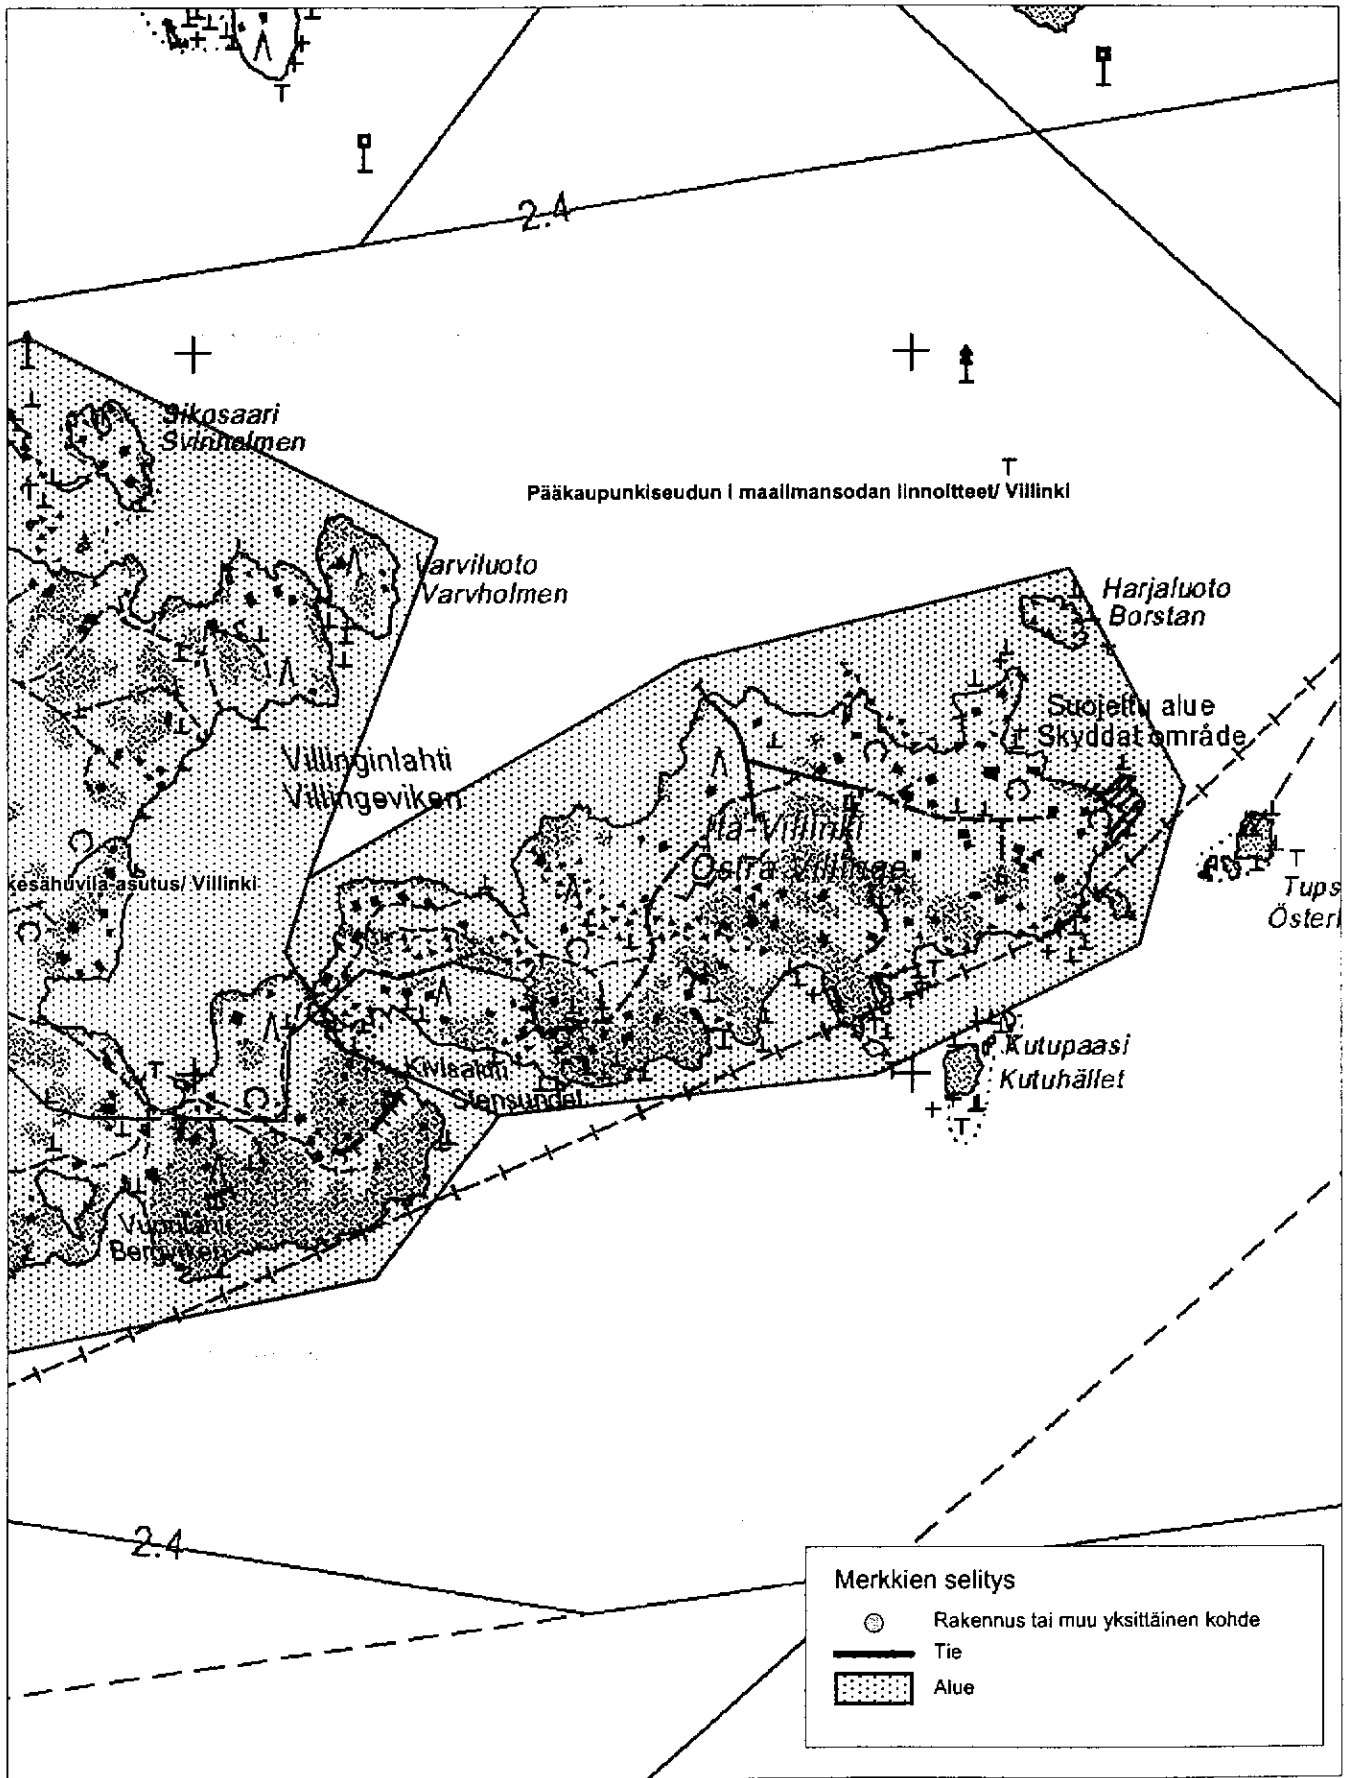 2.4
Sikosaari
Svinholmen
Pääkaupunkiseudun I maailmansodan linnoitteet/ Villinki
Varviluoto
Varvholmen
Harjaluoto
Borstan
Suojeltu alue
Skyddat område
Villinginlahti
Villingeviken
Itä-Villinki
Östra Villinge
kesähuvila-asutus/ Villinki
Tups
Österl
Kutupaasi
Kutuhället
Kivisalmi
Stensundet
Bergviken
2.4
Merkkien selitys
Rakennus tai muu yksittäinen kohde
Tie
Alue